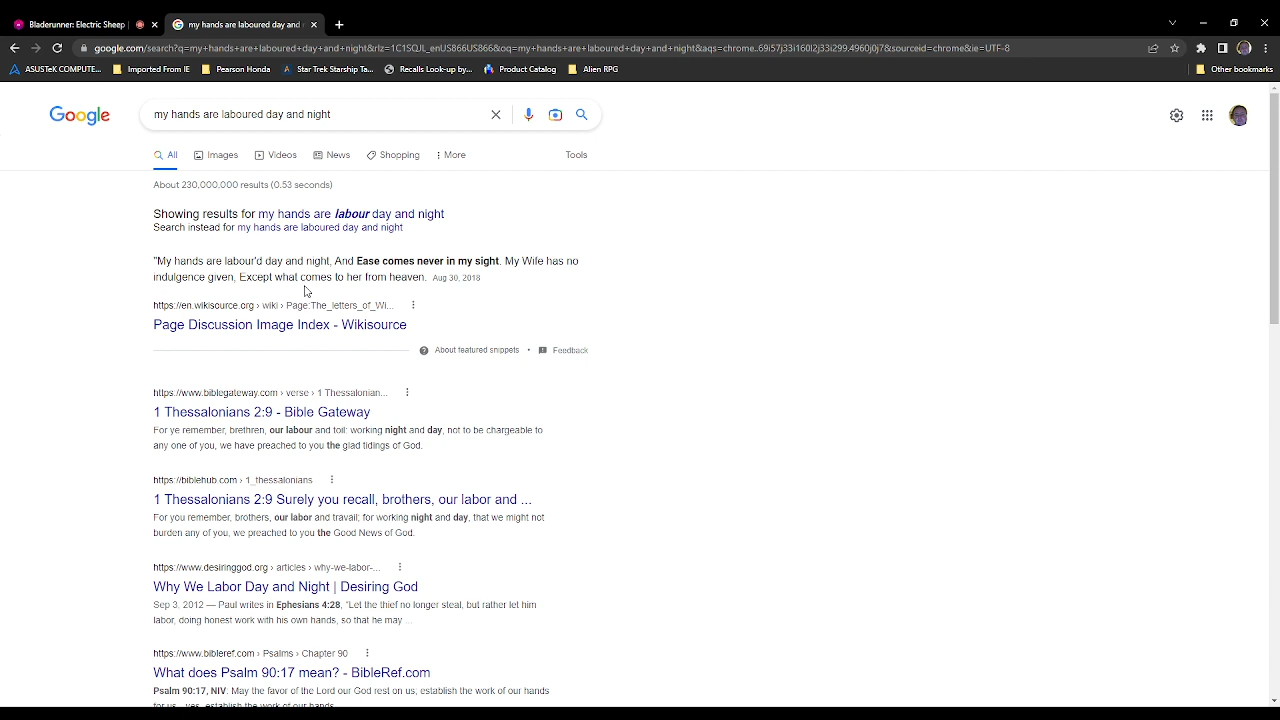 Bladerunner: Electric Sheep
my hands are laboured day and
google.com/search?q=my+hands+are+laboured+day+and+night&rlz=1C1SQJL_enUS866US866&oq=my+hands+are+laboured+day+and+night&aqs=chrome..69i57j33i160l2j33i299.4960j0j7&sourceid=chrome&ie=UTF-8
ASUSTeK COMPUTE... Imported From IE Pearson Honda Star Trek Starship Ta... Recalls Look-up by... Product Catalog Alien RPG Other bookmarks
Google my hands are laboured day and night
All Images Videos News Shopping More Tools
About 230,000,000 results (0.53 seconds)
Showing results for my hands are labour day and night
Search instead for my hands are laboured day and night
"My hands are labour'd day and night, And Ease comes never in my sight. My Wife has no
indulgence given, Except what comes to her from heaven. Aug 30, 2018
https://en.wikisource.org › wiki › Page:The_letters_of_Wi...
Page Discussion Image Index - Wikisource
About featured snippets • Feedback
https://www.biblegateway.com › verse › 1 Thessalonian...
1 Thessalonians 2:9 - Bible Gateway
For ye remember, brethren, our labour and toil: working night and day, not to be chargeable to
any one of you, we have preached to you the glad tidings of God.
https://biblehub.com › 1_thessalonians
1 Thessalonians 2:9 Surely you recall, brothers, our labor and ...
For you remember, brothers, our labor and travail; for working night and day, that we might not
burden any of you, we preached to you the Good News of God.
https://www.desiringgod.org › articles › why-we-labor-...
Why We Labor Day and Night | Desiring God
Sep 3, 2012 — Paul writes in Ephesians 4:28, "Let the thief no longer steal, but rather let him
labor, doing honest work with his own hands, so that he may ...
https://www.bibleref.com › Psalms › Chapter 90
What does Psalm 90:17 mean? - BibleRef.com
Psalm 90:17, NIV: May the favor of the Lord our God rest on us; establish the work of our hands
for us - yes, establish the work of our hands